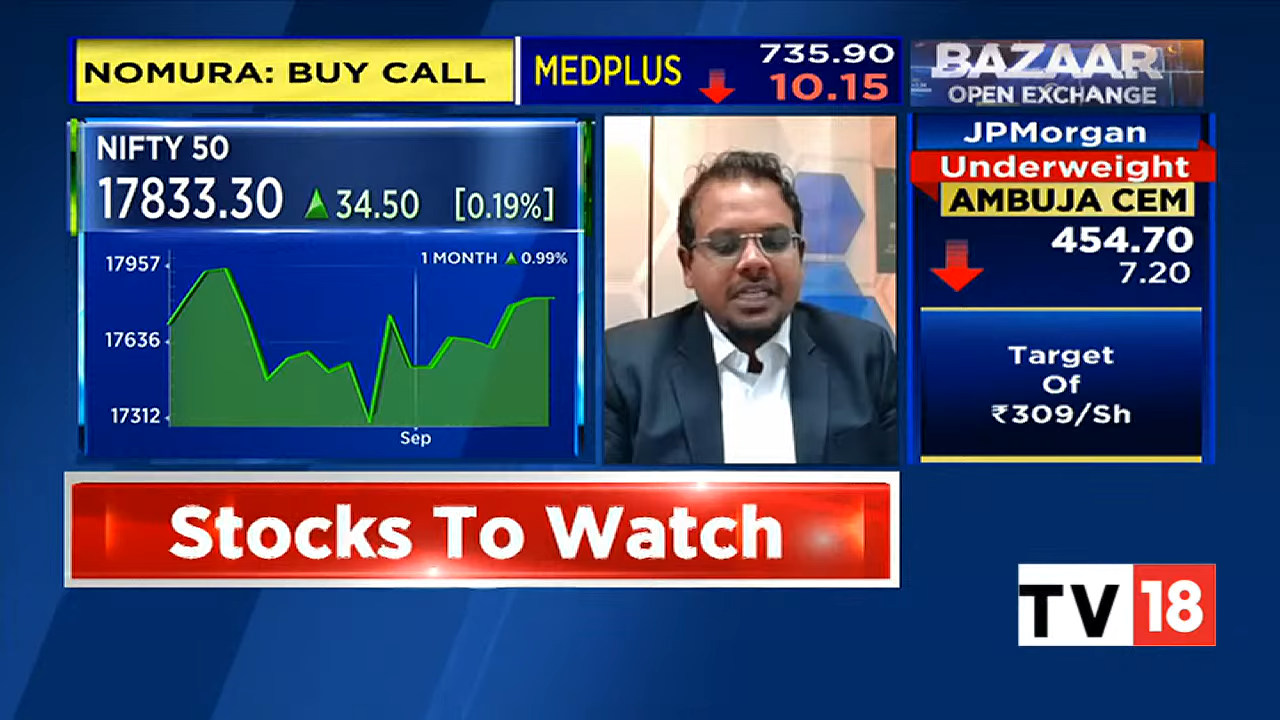 NOMURA: BUY CALL
MEDPLUS
735.90
10.15
BAZAAR
OPEN EXCHANGE
NIFTY 50
17833.30 34.50 [0.19%]
1 MONTH 0.99%
17957
17636
17312
Sep
JPMorgan
Underweight
AMBUJA CEM
454.70
7.20
Target
Of
₹309/Sh
Stocks To Watch
TV18